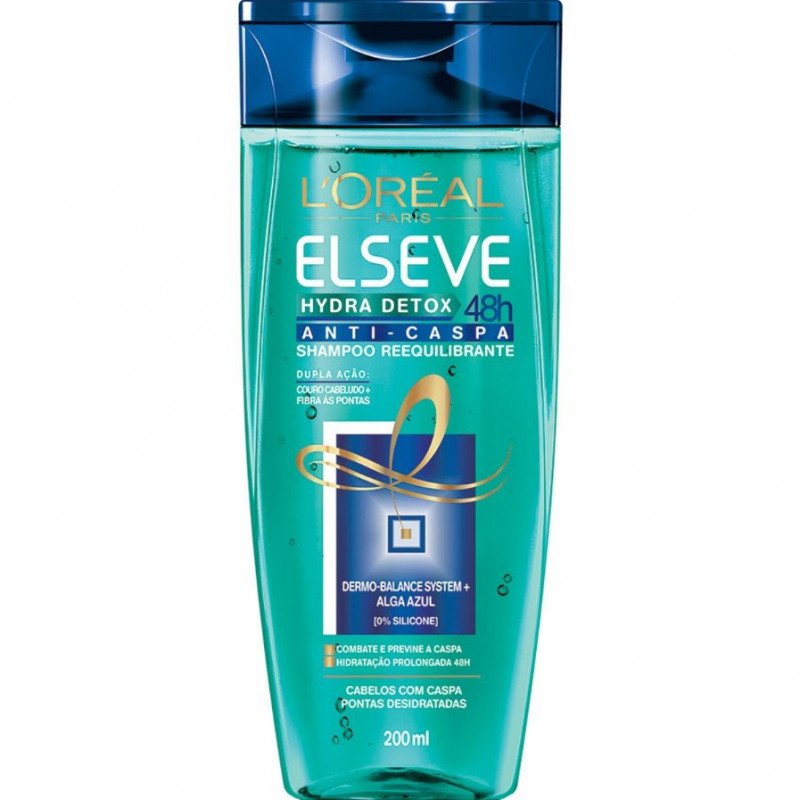 L'ORÉAL
PARIS
ELSEVE
HYDRA DETOX 48h
ANTI-CASPA
SHAMPOO REEQUILIBRANTE
DUPLA AÇÃO:
COURO CABELUDO +
FIBRA ÁS PONTAS
DERMO-BALANCE SYSTEM +
ALGA AZUL
[0% SILICONE]
COMBATE E PREVINE A CASPA
HIDRATAÇÃO PROLONGADA 48H
CABELOS COM CASPA
PONTAS DESIDRATADAS
200ml